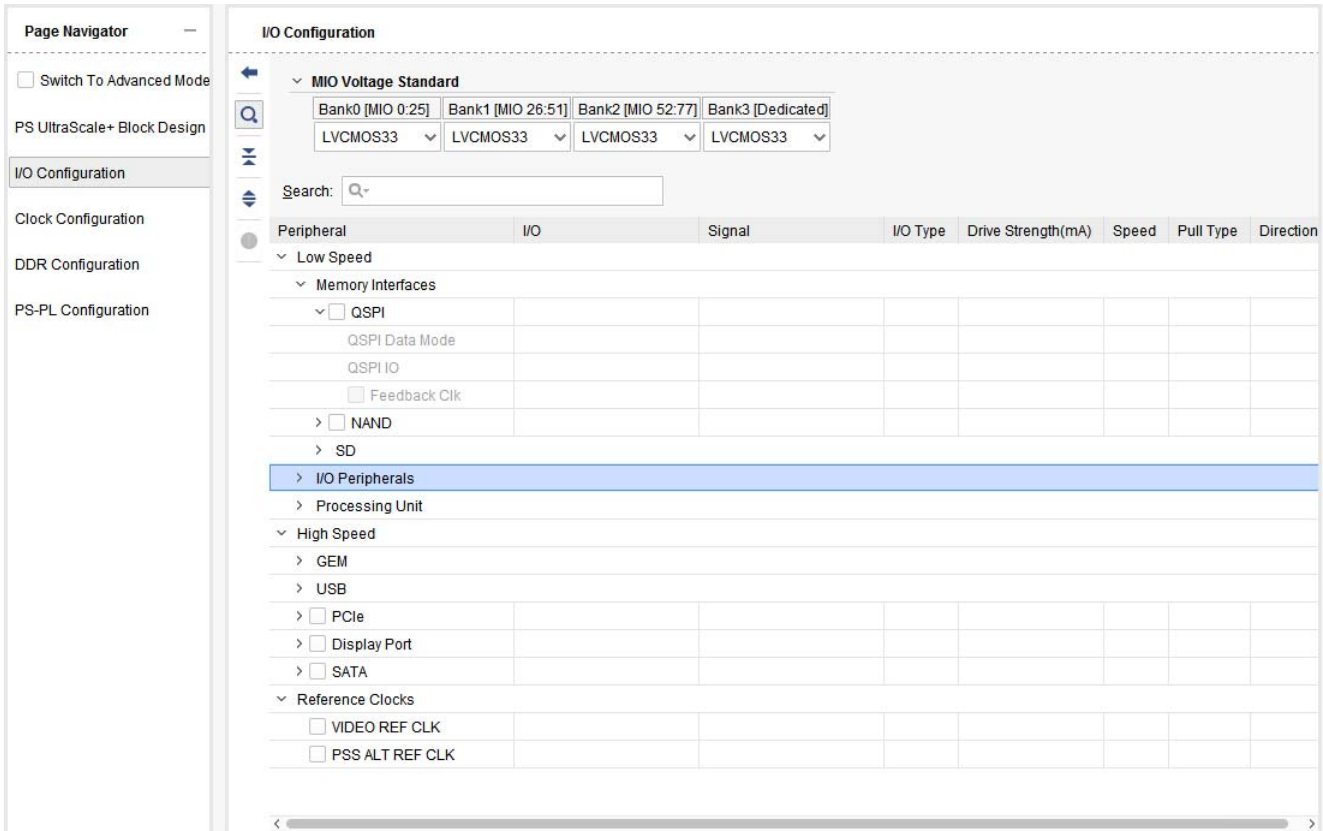 Page Navigator
Switch To Advanced Mode
PS UltraScale+ Block Design
I/O Configuration
Clock Configuration
DDR Configuration
PS-PL Configuration
I/O Configuration
MIO Voltage Standard
Bank0 [MIO 0:25] Bank1 [MIO 26:51] Bank2 [MIO 52:77] Bank3 [Dedicated]
LVCMOS33 LVCMOS33 LVCMOS33 LVCMOS33
Search:
Peripheral I/O Signal I/O Type Drive Strength(mA) Speed Pull Type Direction
Low Speed
Memory Interfaces
QSPI
QSPI Data Mode
QSPI IO
Feedback Clk
NAND
SD
I/O Peripherals
Processing Unit
High Speed
GEM
USB
PCIe
Display Port
SATA
Reference Clocks
VIDEO REF CLK
PSS ALT REF CLK